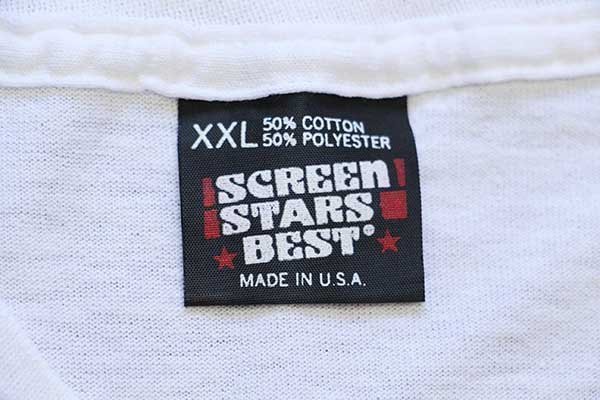 XXL 50% COTTON
50% POLYESTER
SCREEN
STARS
BEST®
MADE IN U.S.A.